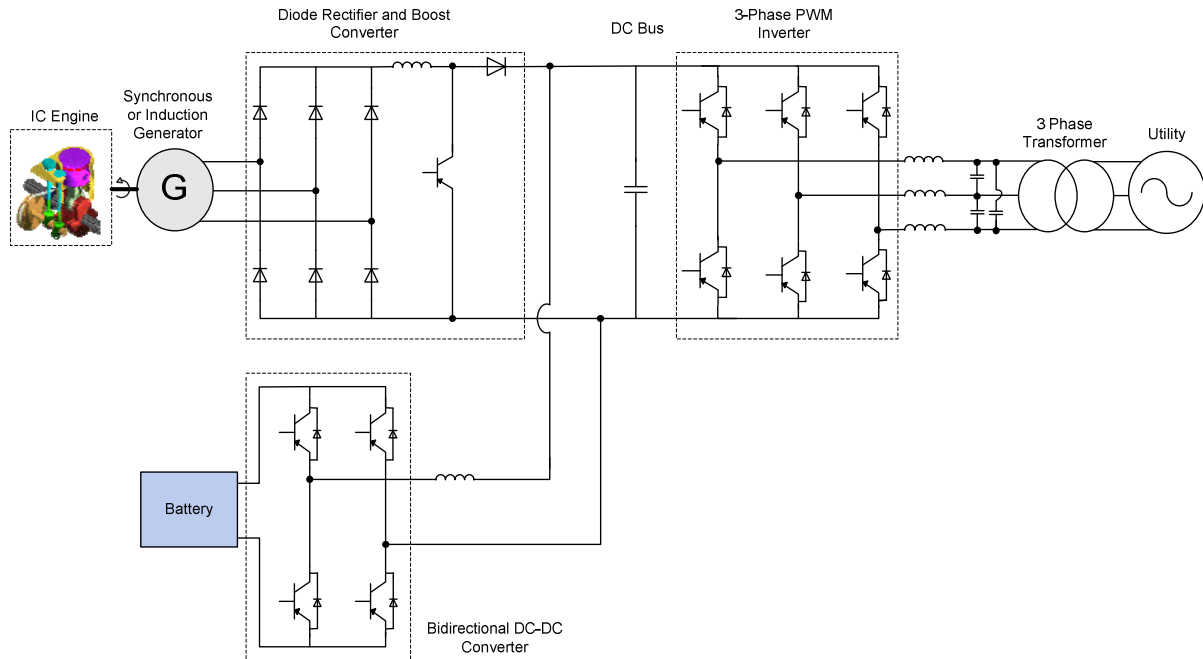 Diode Rectifier and Boost
Converter
DC Bus
3-Phase PWM
Inverter
IC Engine
Synchronous
or Induction
Generator
G
3 Phase
Transformer
Utility
Battery
Bidirectional DC-DC
Converter